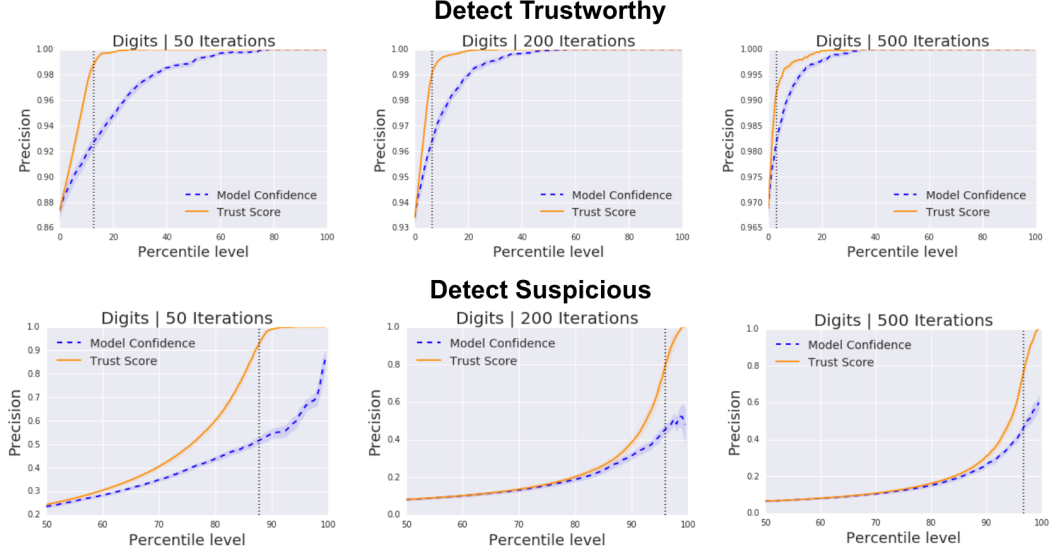 Detect Trustworthy
Digits | 50 Iterations
1.00
0.98
0.96
0.94
0.92
0.90
0.88
0.86
Precision
Model Confidence
Trust Score
0 20 40 60 80 100
Percentile level
Digits | 200 Iterations
1.00
0.99
0.98
0.97
0.96
0.95
0.94
0.93
Precision
Model Confidence
Trust Score
0 20 40 60 80 100
Percentile level
Digits | 500 Iterations
1.000
0.995
0.990
0.985
0.980
0.975
0.970
0.965
Precision
Model Confidence
Trust Score
0 20 40 60 80 100
Percentile level
Detect Suspicious
Digits | 50 Iterations
1.0
0.9
0.8
0.7
0.6
0.5
0.4
0.3
0.2
Precision
Model Confidence
Trust Score
50 60 70 80 90 100
Percentile level
Digits | 200 Iterations
1.0
0.8
0.6
0.4
0.2
0.0
Precision
Model Confidence
Trust Score
50 60 70 80 90 100
Percentile level
Digits | 500 Iterations
1.0
0.8
0.6
0.4
0.2
0.0
Precision
Model Confidence
Trust Score
50 60 70 80 90 100
Percentile level